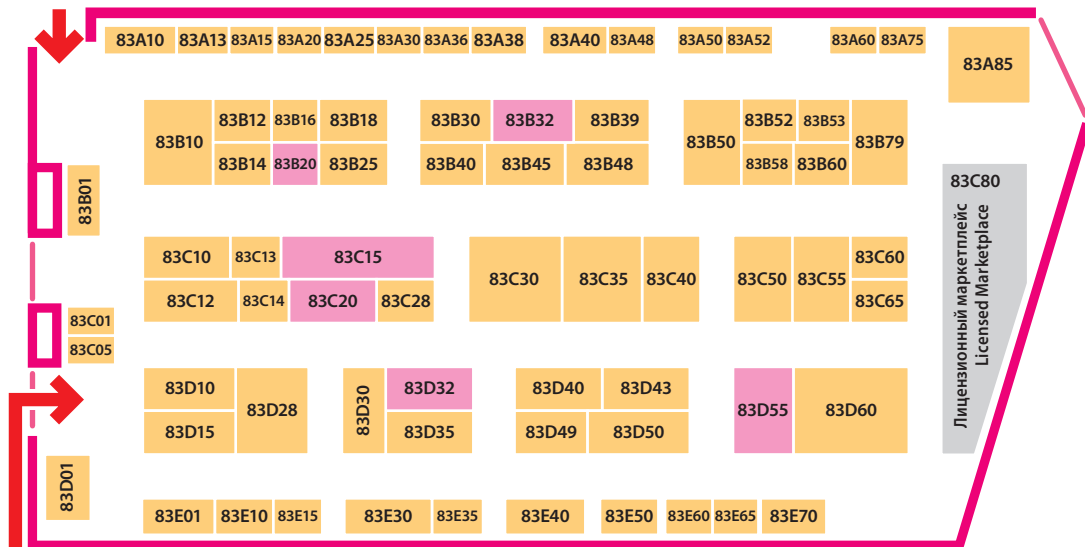 83A10 83A13 83A15 83A20 83A25 83A30 83A36 83A38 83A40 83A48 83A50 83A52 83A60 83A75
83A85
83B10 83B12 83B16 83B18 83B30 83B32 83B39 83B50 83B52 83B53 83B79
83B14 83B20 83B25 83B40 83B45 83B48 83B58 83B60
83B01
83C80
Лицензионный маркетплейс
Licensed Marketplace
83C10 83C13 83C15 83C30 83C35 83C40 83C50 83C55 83C60
83C12 83C14 83C20 83C28 83C65
83C01
83C05
83D10 83D28 83D30 83D32 83D40 83D43 83D55 83D60
83D15 83D35 83D49 83D50
83D01
83E01 83E10 83E15 83E30 83E35 83E40 83E50 83E60 83E65 83E70